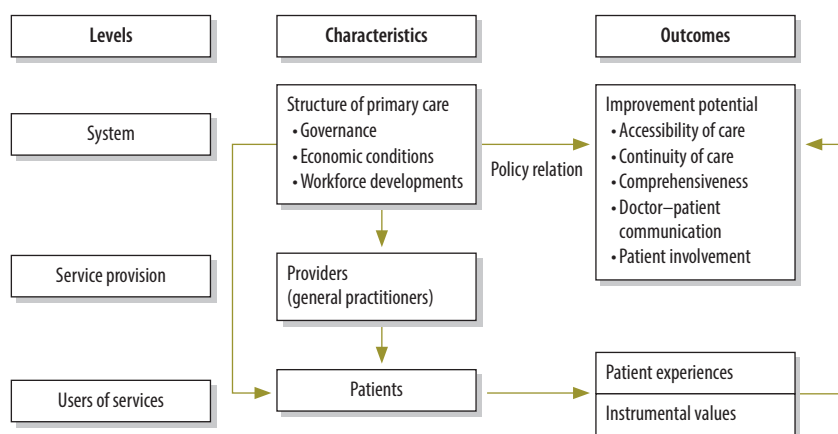 Levels
Characteristics
Outcomes
System
Structure of primary care
• Governance
• Economic conditions
• Workforce developments
Policy relation
Improvement potential
• Accessibility of care
• Continuity of care
• Comprehensiveness
• Doctor–patient
communication
• Patient involvement
Service provision
Providers
(general practitioners)
Users of services
Patients
Patient experiences
Instrumental values